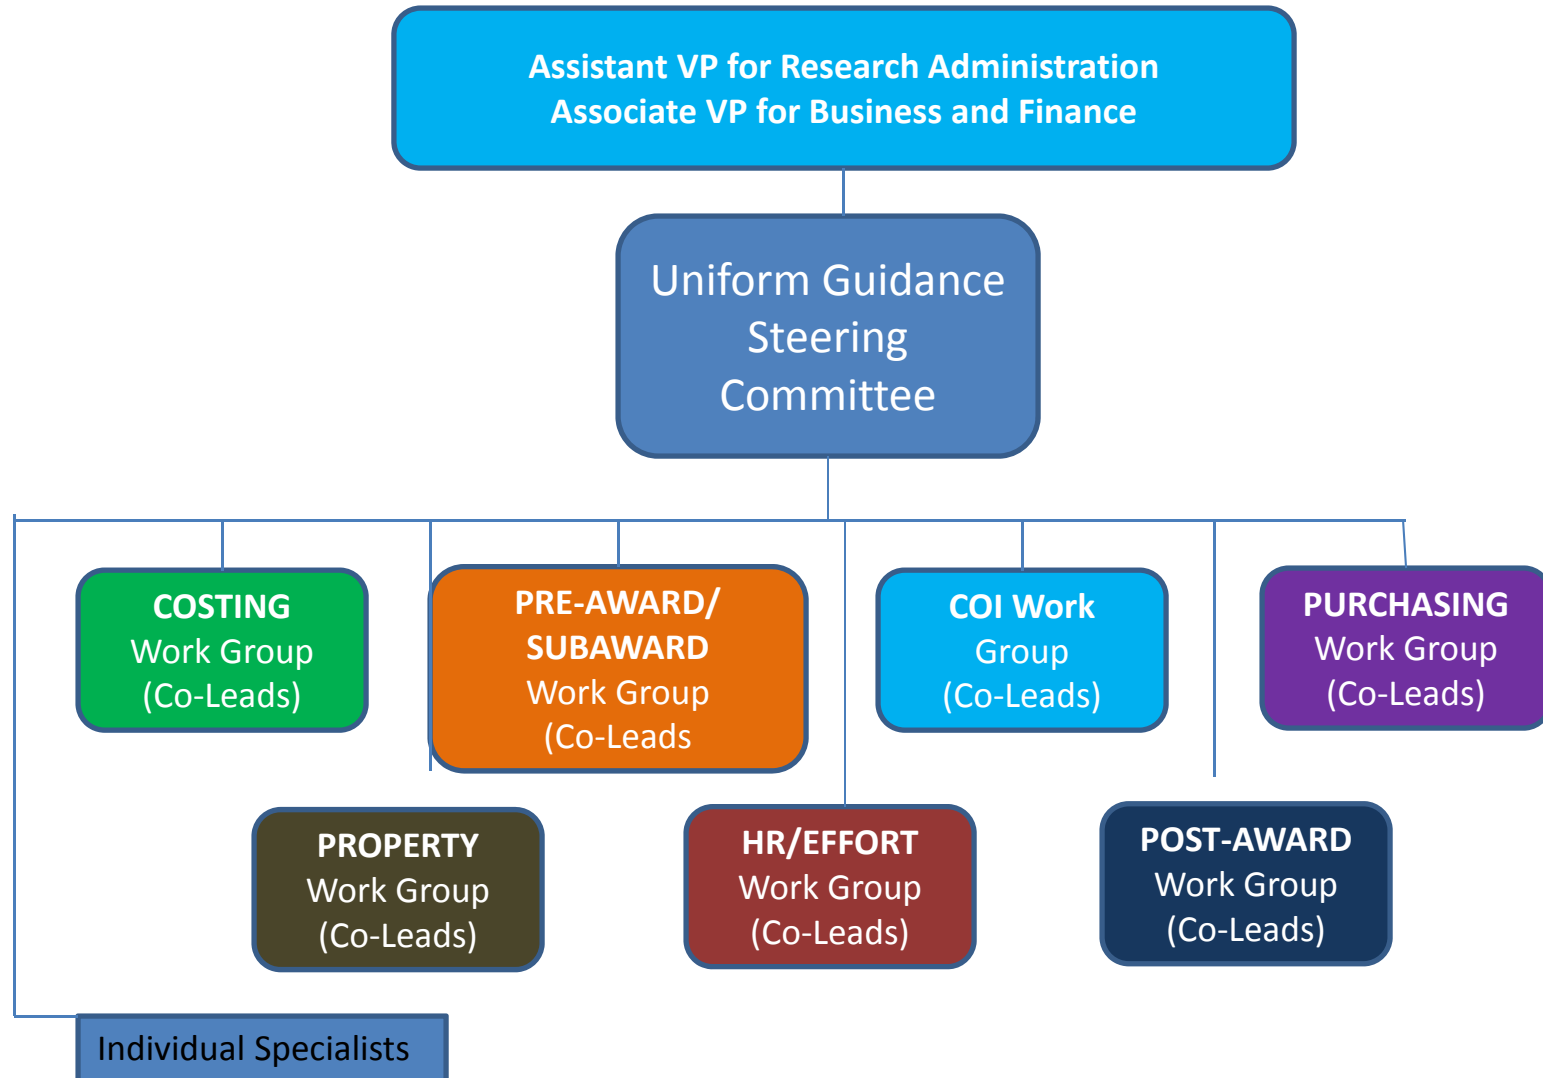 Assistant VP for Research Administration
Associate VP for Business and Finance
Uniform Guidance
Steering
Committee
COSTING
Work Group
(Co-Leads)
PRE-AWARD/
SUBAWARD
Work Group
(Co-Leads
COI Work
Group
(Co-Leads)
PURCHASING
Work Group
(Co-Leads)
PROPERTY
Work Group
(Co-Leads)
HR/EFFORT
Work Group
(Co-Leads)
POST-AWARD
Work Group
(Co-Leads)
Individual Specialists